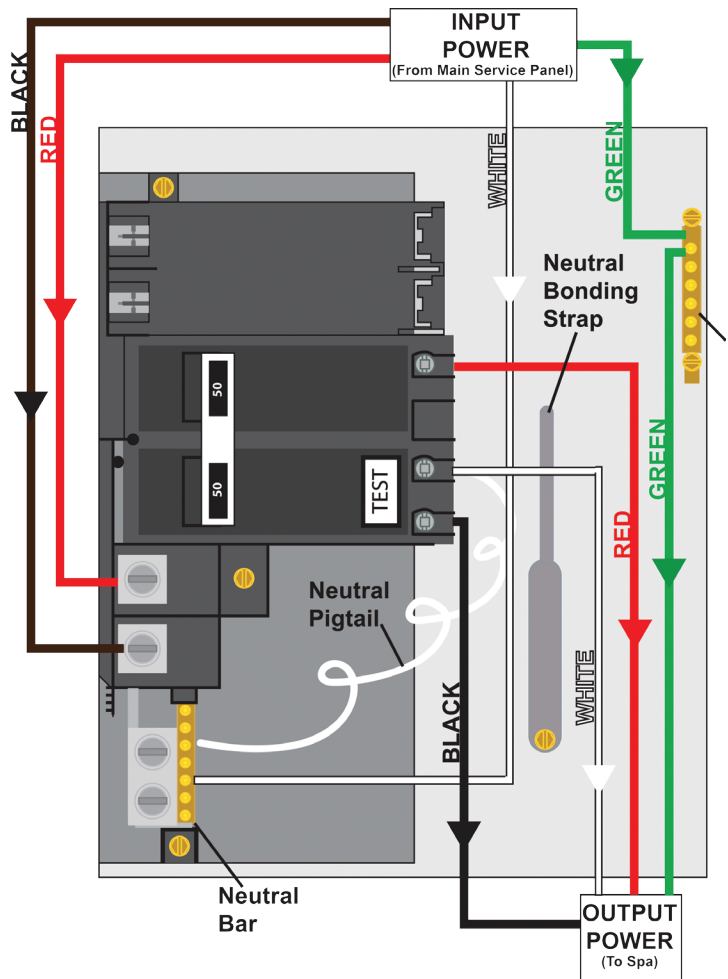 INPUT
POWER
(From Main Service Panel)
BLACK
RED
WHITE
GREEN
Neutral
Bonding
Strap
50
50
TEST
GREEN
RED
Neutral
Pigtail
BLACK
WHITE
Neutral
Bar
OUTPUT
POWER
(To Spa)